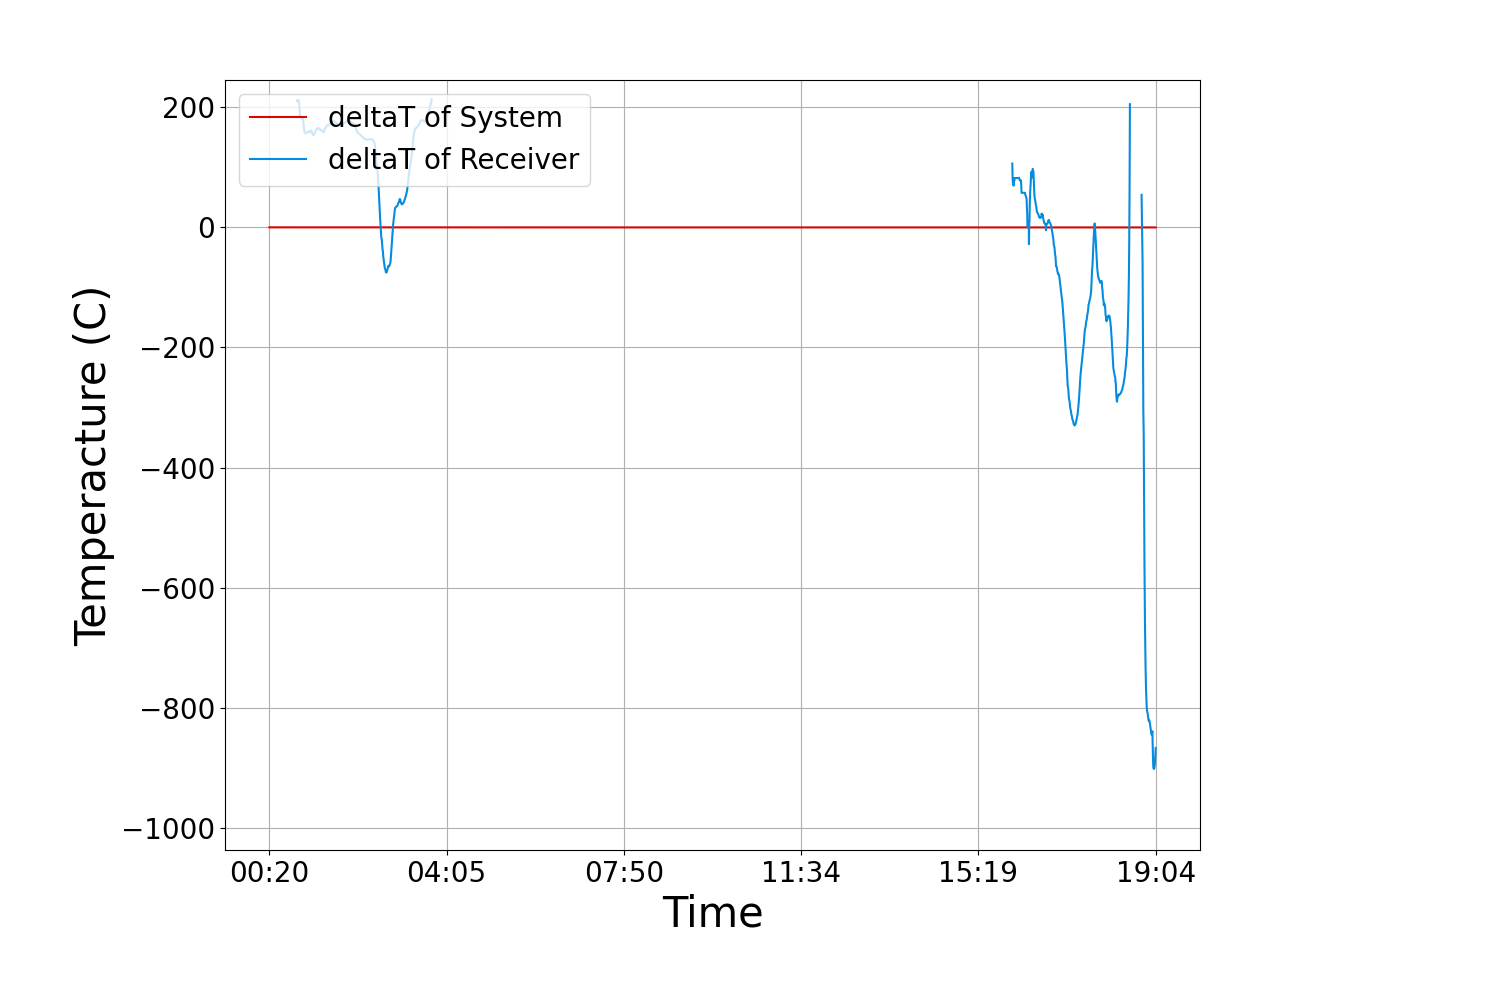 200
0
−200
−400
−600
−800
−1000
Temperacture (C)
deltaT of System
deltaT of Receiver
00:20 04:05 07:50 11:34 15:19 19:04
Time